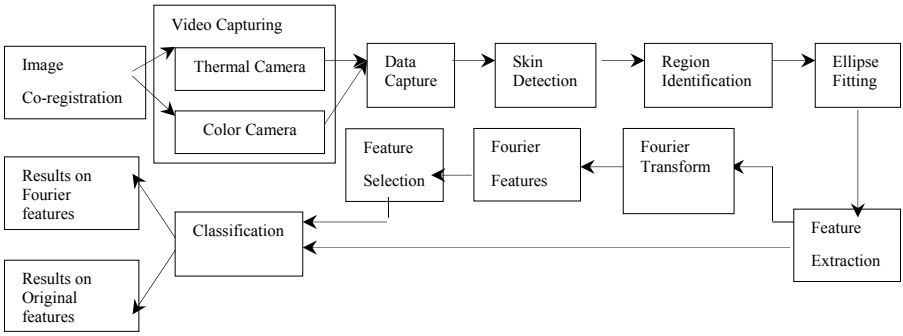 Video Capturing
Image
Co-registration
Thermal Camera
Color Camera
Data
Capture
Skin
Detection
Region
Identification
Ellipse
Fitting
Feature
Extraction
Fourier
Transform
Fourier
Features
Feature
Selection
Classification
Results on
Fourier
features
Results on
Original
features